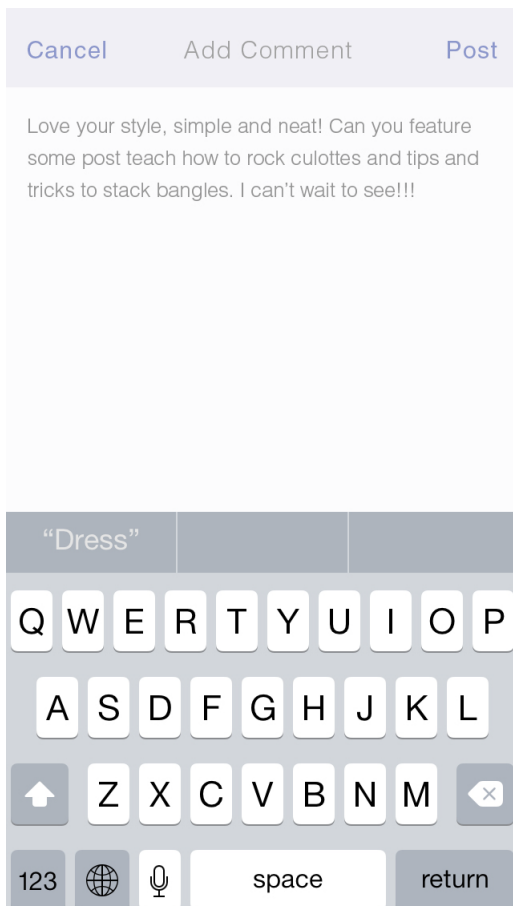 Cancel Add Comment Post
Love your style, simple and neat! Can you feature
some post teach how to rock culottes and tips and
tricks to stack bangles. I can't wait to see!!!
“Dress”
Q W E R T Y U I O P
A S D F G H J K L
Z X C V B N M
123 space return